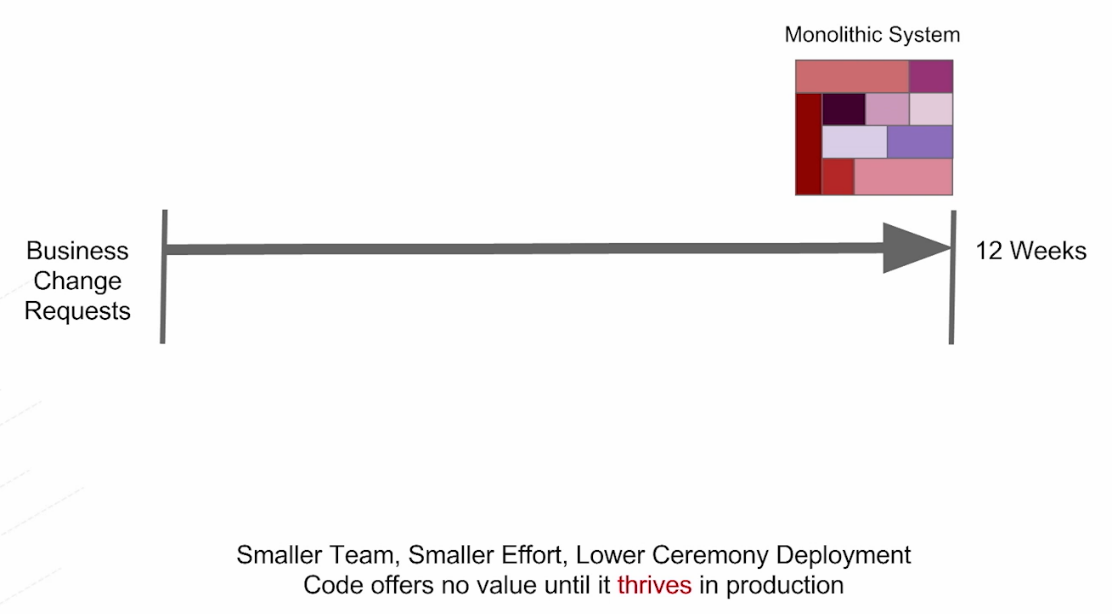 Monolithic System
Business
Change
Requests
12 Weeks
Smaller Team, Smaller Effort, Lower Ceremony Deployment
Code offers no value until it thrives in production